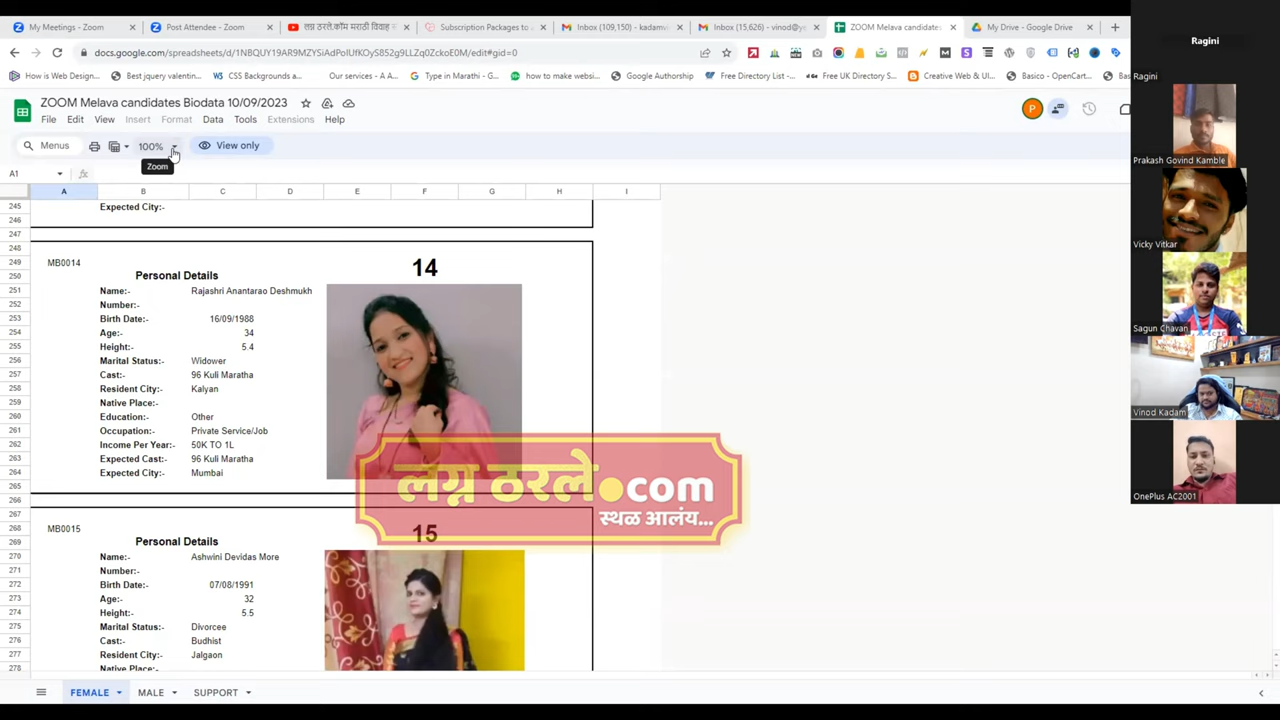 My Meetings - Zoom
Post Attendee - Zoom
लग्न ठरले.कॉम मराठी विवाह
Subscription Packages to
Inbox (109,150) - kadamvi
Inbox (15,626) - vinod@ye
ZOOM Melava candidates
My Drive - Google Drive
docs.google.com/spreadsheets/d/1NBQUY19AR9MZYSiAdPolUfKOyS852g9LLZq0ZckoE0M/edit#gid=0
How is Web Design...
Best jquery valentin...
CSS Backgrounds a...
Our services - A A...
Type in Marathi - G...
how to make websi...
Google Authorship
Free Directory List -...
Free UK Directory S...
Creative Web & UI...
Basico - OpenCart...
Bas
ZOOM Melava candidates Biodata 10/09/2023
File Edit View Insert Format Data Tools Extensions Help
Menus
100%
View only
Zoom
A1
fx
A B C D E F G H I
245 Expected City:-
246
247
248
249 MB0014 14
250 Personal Details
251 Name:- Rajashri Anantarao Deshmukh
252 Number:-
253 Birth Date:- 16/09/1988
254 Age:- 34
255 Height:- 5.4
256 Marital Status:- Widower
257 Cast:- 96 Kuli Maratha
258 Resident City:- Kalyan
259 Native Place:-
260 Education:- Other
261 Occupation:- Private Service/Job
262 Income Per Year:- 50K TO 1L
263 Expected Cast:- 96 Kuli Maratha
264 Expected City:- Mumbai
265
266
267
268 MB0015 15
269 Personal Details
270 Name:- Ashwini Devidas More
271 Number:-
272 Birth Date:- 07/08/1991
273 Age:- 32
274 Height:- 5.5
275 Marital Status:- Divorcee
276 Cast:- Budhist
277 Resident City:- Jalgaon
278 Native Place:-
लग्न ठरले.com
स्थळ आलंय...
FEMALE
MALE
SUPPORT
P
Ragini
Ragini
Prakash Govind Kamble
Vicky Vitkar
Sagun Chavan
Vinod Kadam
OnePlus AC2001